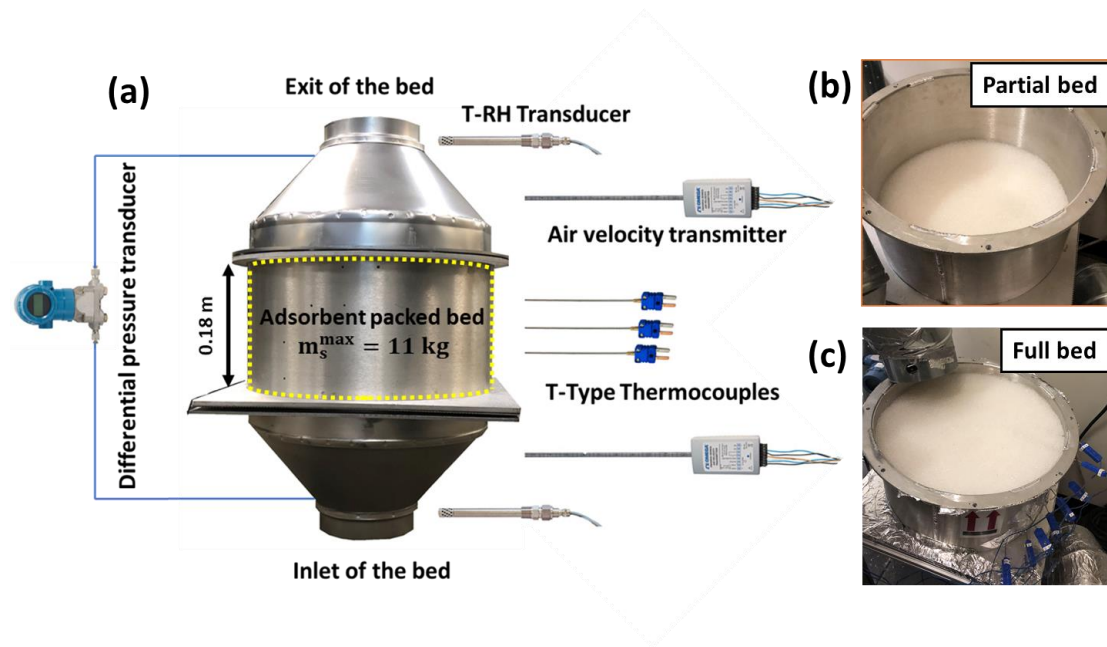 (a)
Exit of the bed
T-RH Transducer
Differential pressure transducer
Air velocity transmitter
0.18 m
Adsorbent packed bed
m_s^max = 11 kg
T-Type Thermocouples
Inlet of the bed
(b)
Partial bed
(c)
Full bed